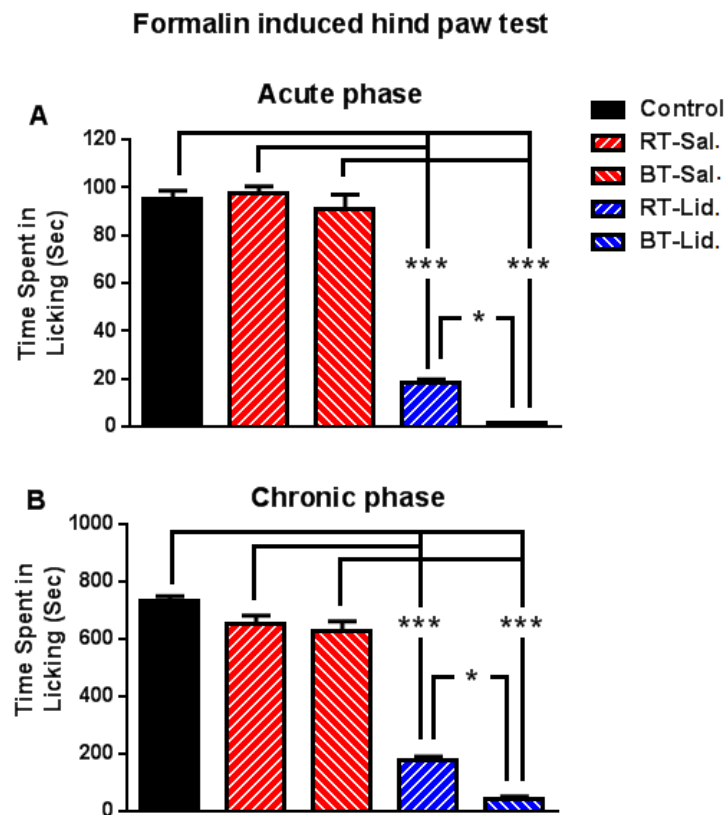 Formalin induced hind paw test
Acute phase
A
Control
RT-Sal.
BT-Sal.
RT-Lid.
BT-Lid.
Time Spent in
Licking (Sec)
120
100
80
60
40
20
0
*** ***
*
B
Chronic phase
Time Spent in
Licking (Sec)
1000
800
600
400
200
0
*** ***
*